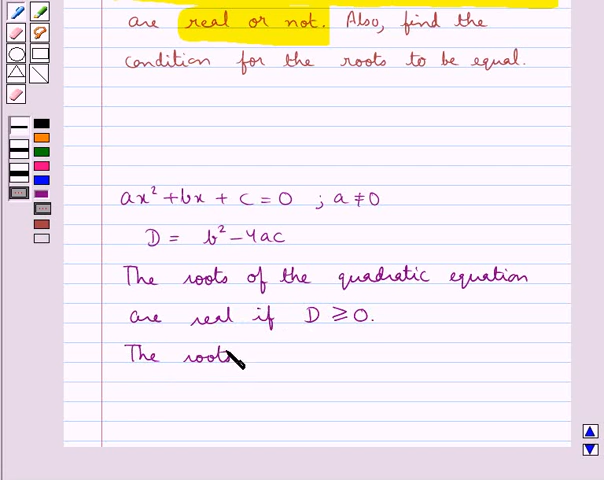 are real or not. Also, find the
condition for the roots to be equal.
ax² + bx + c = 0 ; a ≠ 0
D = b² - 4ac
The roots of the quadratic equation
are real if D ≥ 0.
The roots